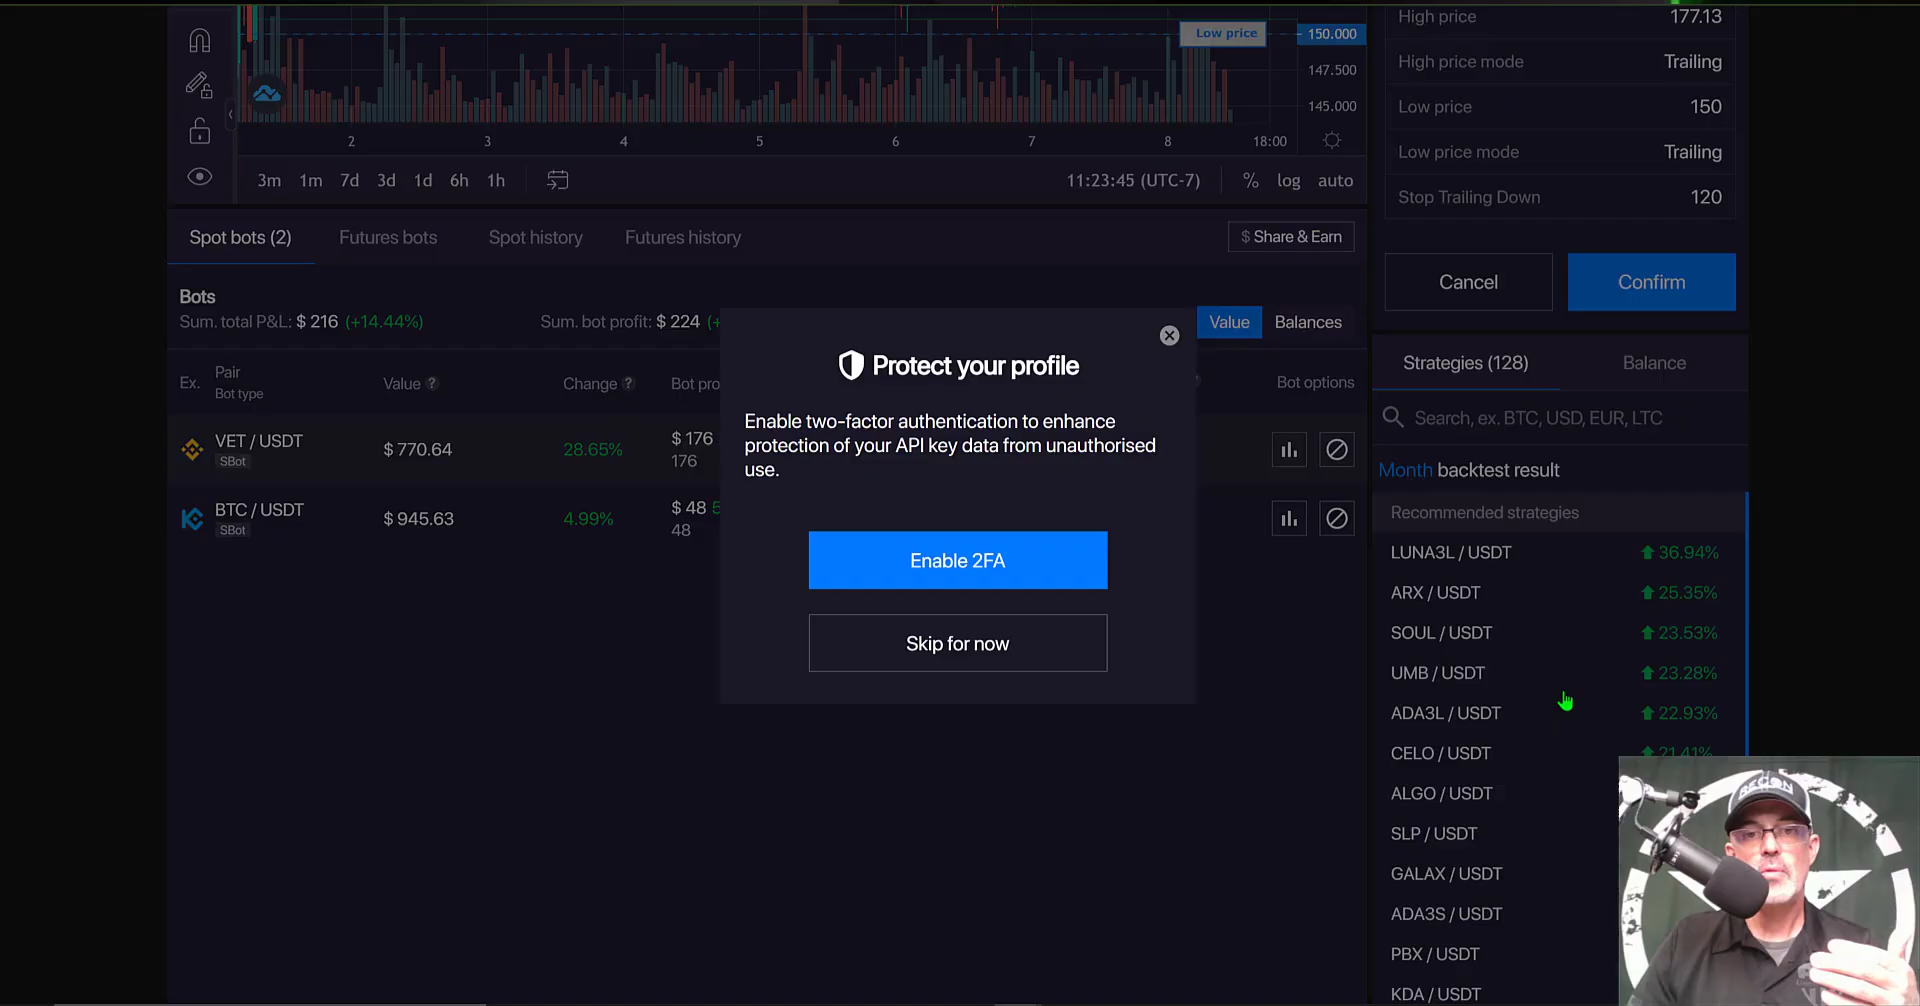 High price 177.13
Low price 150.000
High price mode Trailing
147.500
Low price 150
145.000
2 3 4 5 6 7 8 18:00
Low price mode Trailing
3m 1m 7d 3d 1d 6h 1h 11:23:45 (UTC-7) % log auto
Stop Trailing Down 120
Spot bots (2) Futures bots Spot history Futures history $ Share & Earn
Cancel Confirm
Bots
Sum. total P&L: $ 216 (+14.44%) Sum. bot profit: $ 224 (+ Value Balances
Protect your profile
Strategies (128) Balance
Ex. Pair Value ? Change ? Bot pro Bot options
Bot type
Enable two-factor authentication to enhance
protection of your API key data from unauthorised
use.
Search, ex. BTC, USD, EUR, LTC
VET / USDT $ 770.64 28.65% $ 176
SBot 176
Month backtest result
BTC / USDT $ 945.63 4.99% $ 48 5
SBot 48
Recommended strategies
Enable 2FA
Skip for now
LUNA3L / USDT 36.94%
ARX / USDT 25.35%
SOUL / USDT 23.53%
UMB / USDT 23.28%
ADA3L / USDT 22.93%
CELO / USDT 21.41%
ALGO / USDT
SLP / USDT
GALAX / USDT
ADA3S / USDT
PBX / USDT
KDA / USDT
RECON